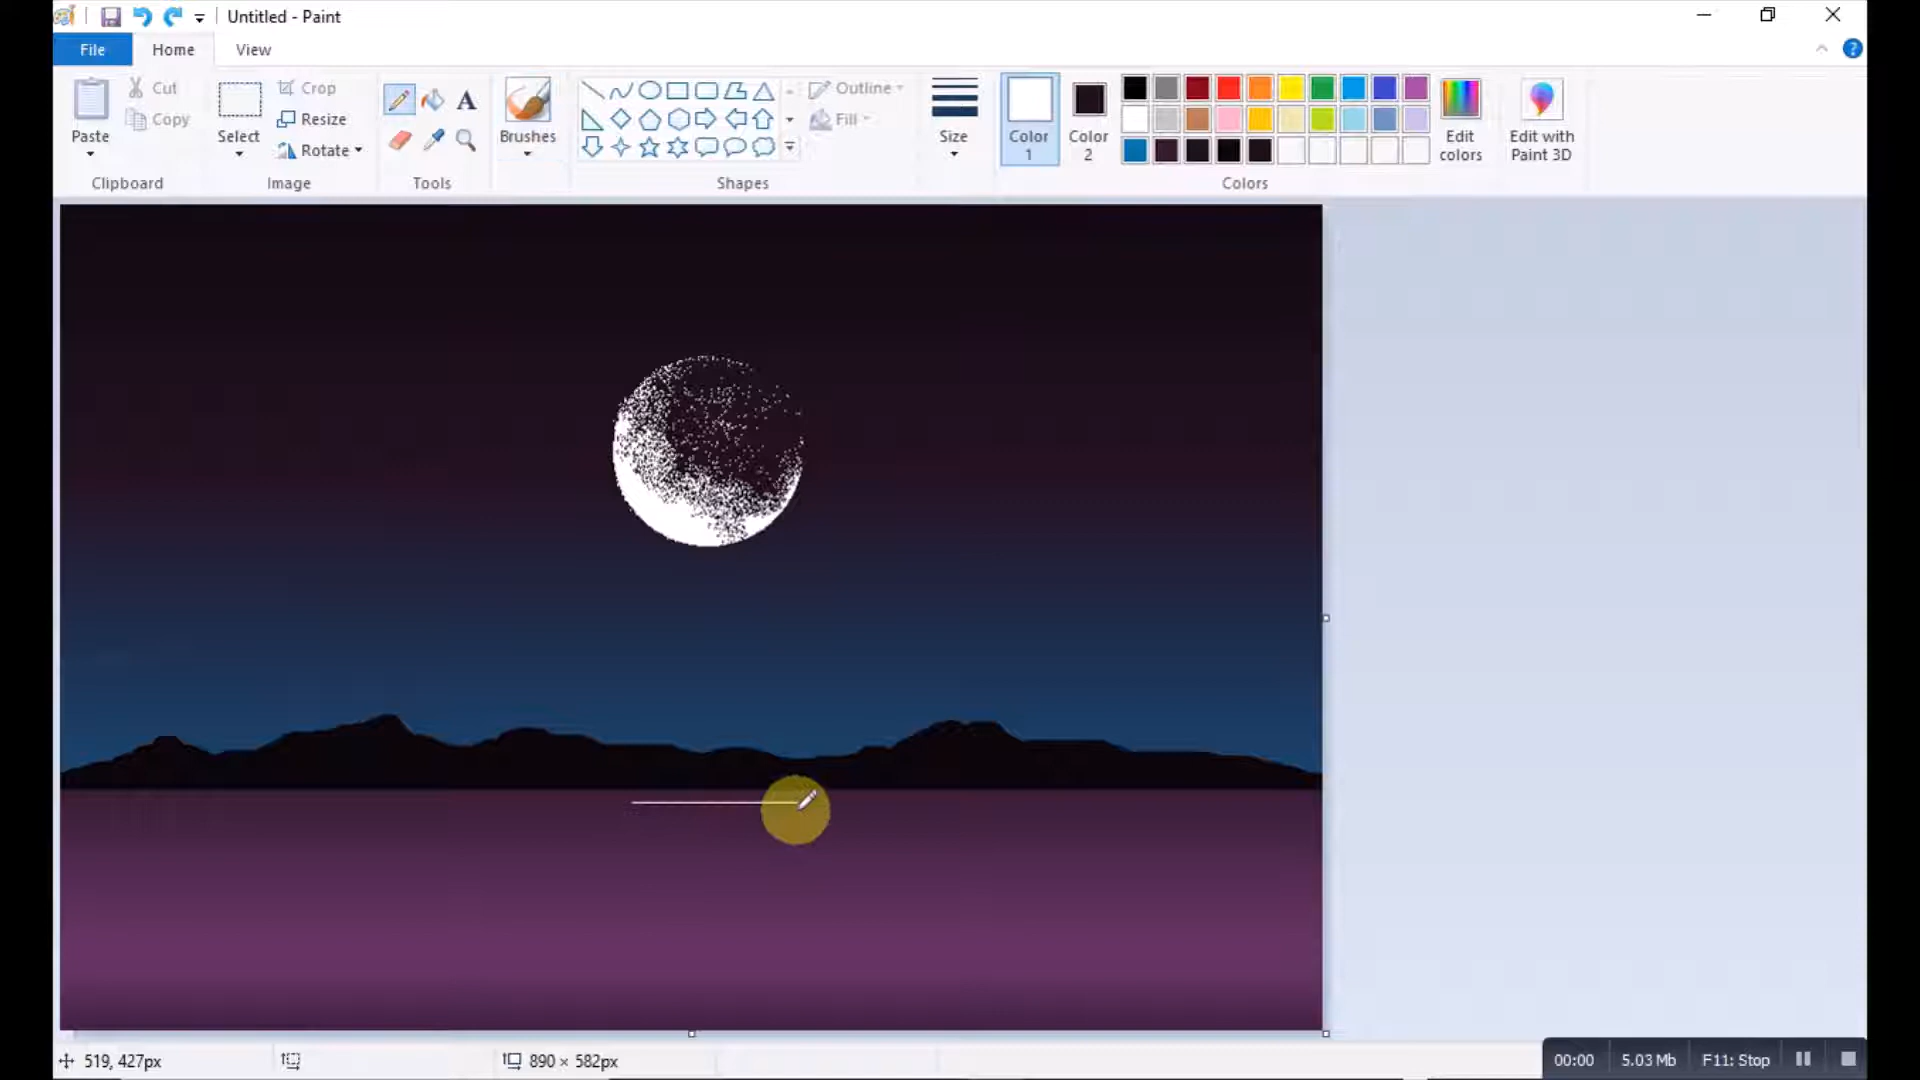 Untitled - Paint
File Home View
Paste
Cut
Copy
Clipboard
Select
Crop
Resize
Rotate
Image
A
Tools
Brushes
Outline
Fill
Shapes
Size
Color 1
Color 2
Edit colors
Colors
Edit with Paint 3D
?
519, 427px
890 × 582px
00:00 5.03 Mb F11: Stop